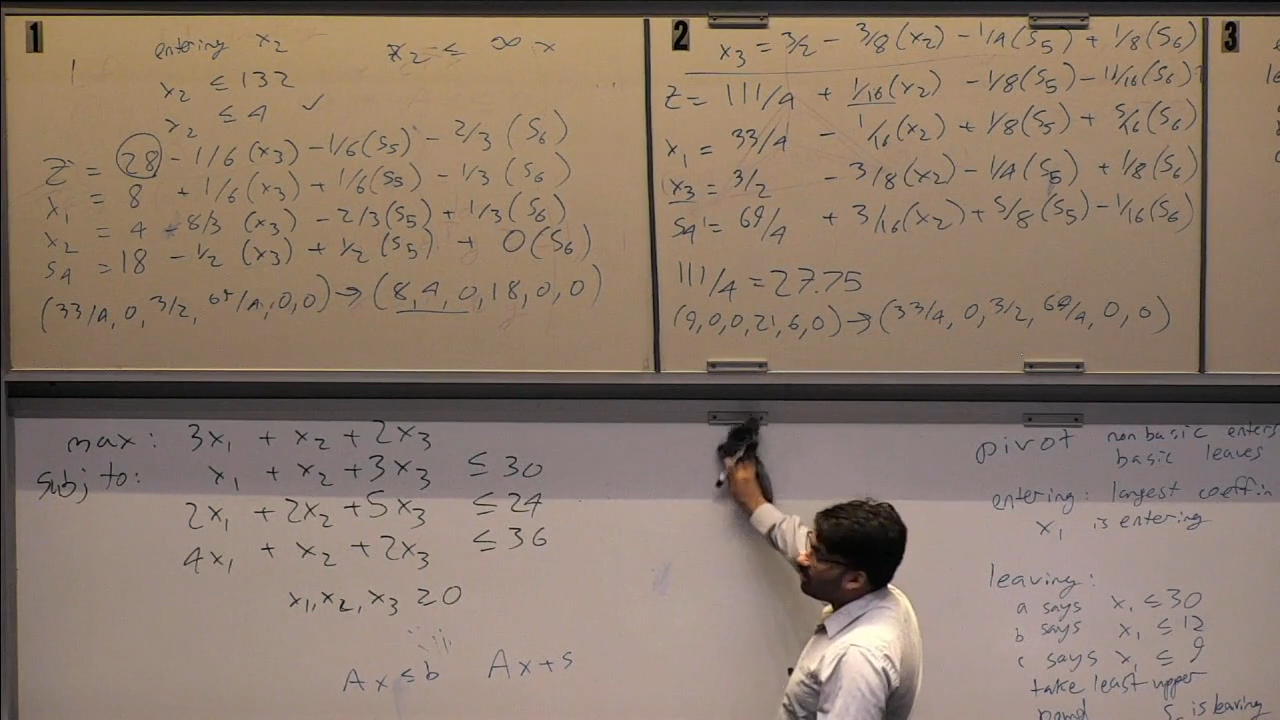 1
entering x₂
x₂ ≤ ∞ x
x₂ ≤ 132
x₂ ≤ 4 ✓
Z = 28 - 1/6 (x₃) - 1/6 (S₅) - 2/3 (S₆)
x₁ = 8 + 1/6 (x₃) + 1/6 (S₅) - 1/3 (S₆)
x₂ = 4 - 8/3 (x₃) - 2/3 (S₅) + 1/3 (S₆)
S₄ = 18 - 1/2 (x₃) + 1/2 (S₅) + 0(S₆)
(33/4, 0, 3/2, 69/4, 0, 0) → (8, 4, 0, 18, 0, 0)
2
x₃ = 3/2 - 3/8 (x₂) - 1/4 (S₅) + 1/8 (S₆)
Z = 111/4 + 1/16 (x₂) - 1/8 (S₅) - 11/16 (S₆)
x₁ = 33/4 - 1/16 (x₂) + 1/8 (S₅) + 5/16 (S₆)
x₃ = 3/2 - 3/8 (x₂) - 1/4 (S₅) + 1/8 (S₆)
S₄ = 69/4 + 3/16 (x₂) + 5/8 (S₅) - 1/16 (S₆)
111/4 = 27.75
(9, 0, 0, 21, 6, 0) → (33/4, 0, 3/2, 69/4, 0, 0)
3
max: 3x₁ + x₂ + 2x₃
subj to: x₁ + x₂ + 3x₃ ≤ 30
2x₁ + 2x₂ + 5x₃ ≤ 24
4x₁ + x₂ + 2x₃ ≤ 36
x₁, x₂, x₃ ≥ 0
Ax ≤ b Ax + s
pivot nonbasic enters
basic leaves
entering: largest coeffin
x₁ is entering
leaving:
a says x₁ ≤ 30
b says x₁ ≤ 12
c says x₁ ≤ 9
take least upper
is leaving